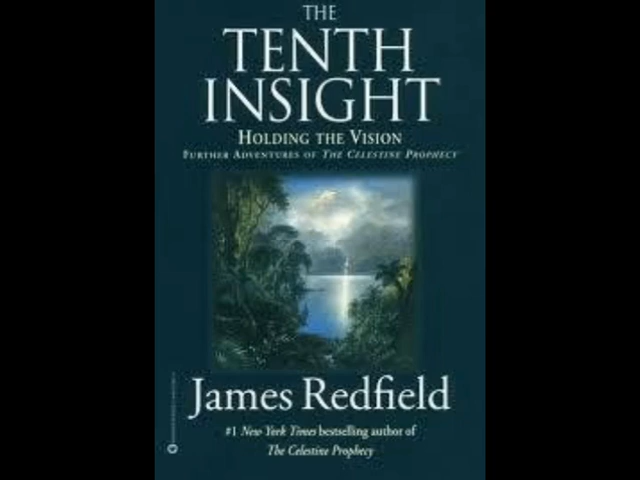 THE
TENTH
INSIGHT
HOLDING THE VISION
FURTHER ADVENTURES OF THE CELESTINE PROPHECY
James Redfield
#1 New York Times bestselling author of
The Celestine Prophecy